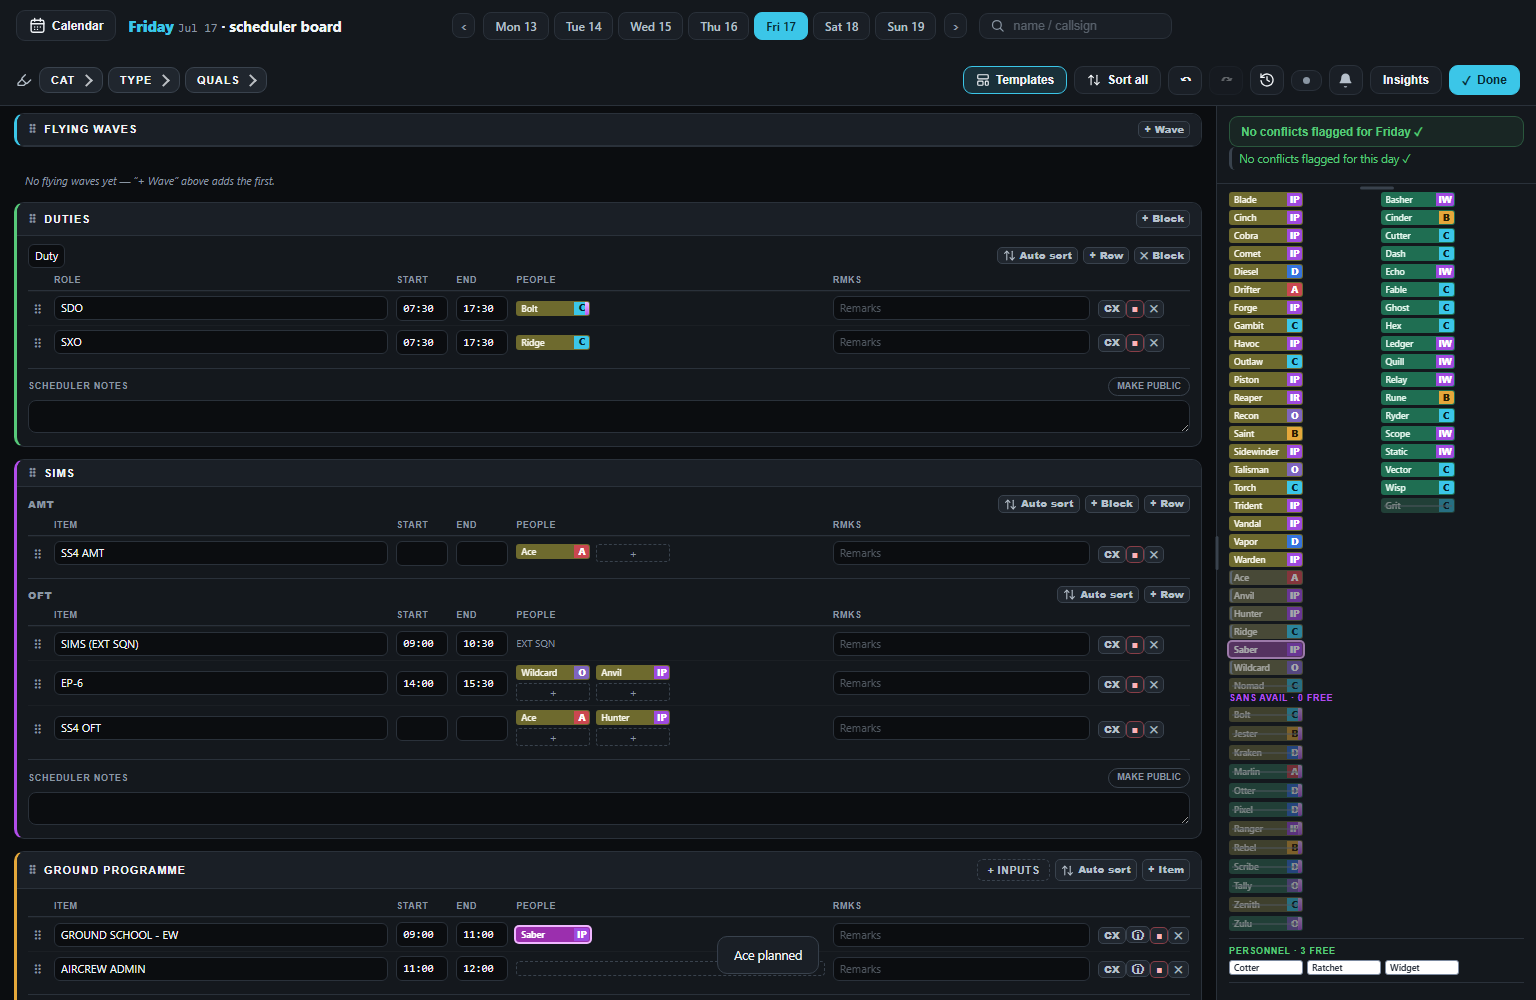 Calendar
Friday Jul 17 · scheduler board
Mon 13
Tue 14
Wed 15
Thu 16
Fri 17
Sat 18
Sun 19
name / callsign
CAT
TYPE
QUALS
Templates
Sort all
Insights
✓ Done
FLYING WAVES
+ Wave
No flying waves yet — "+ Wave" above adds the first.
DUTIES
+ Block
Duty
Auto sort
+ Row
✕ Block
ROLE START END PEOPLE RMKS
SDO 07:30 17:30 Bolt C Remarks CX
SXO 07:30 17:30 Ridge C Remarks CX
SCHEDULER NOTES
MAKE PUBLIC
SIMS
AMT
Auto sort
+ Block
+ Row
ITEM START END PEOPLE RMKS
SS4 AMT Ace A + Remarks CX
OFT
Auto sort
+ Row
ITEM START END PEOPLE RMKS
SIMS (EXT SQN) 09:00 10:30 EXT SQN Remarks CX
EP-6 14:00 15:30 Wildcard O Anvil IP Remarks CX
+ +
SS4 OFT Ace A Hunter IP Remarks CX
+ +
SCHEDULER NOTES
MAKE PUBLIC
GROUND PROGRAMME
+ INPUTS
Auto sort
+ Item
ITEM START END PEOPLE RMKS
GROUND SCHOOL - EW 09:00 11:00 Saber IP Remarks CX
AIRCREW ADMIN 11:00 12:00 Remarks CX
Ace planned
No conflicts flagged for Friday ✓
No conflicts flagged for this day ✓
Blade IP
Cinch IP
Cobra IP
Comet IP
Diesel D
Drifter A
Forge IP
Gambit C
Havoc IP
Outlaw C
Piston IP
Reaper IR
Recon O
Saint B
Sidewinder IP
Talisman O
Torch C
Trident IP
Vandal IP
Vapor D
Warden IP
Ace A
Anvil IP
Hunter IP
Ridge C
Saber IP
Wildcard O
Nomad C
Basher IW
Cinder B
Cutter C
Dash C
Echo IW
Fable C
Ghost C
Hex C
Ledger IW
Quill IW
Relay IW
Rune B
Ryder C
Scope IW
Static IW
Vector C
Wisp C
Grit C
SANS AVAIL · 0 FREE
Bolt C
Jester B
Kraken D
Marlin A
Otter D
Pixel D
Ranger IP
Rebel B
Scribe D
Tally O
Zenith C
Zulu O
PERSONNEL · 3 FREE
Cotter
Ratchet
Widget